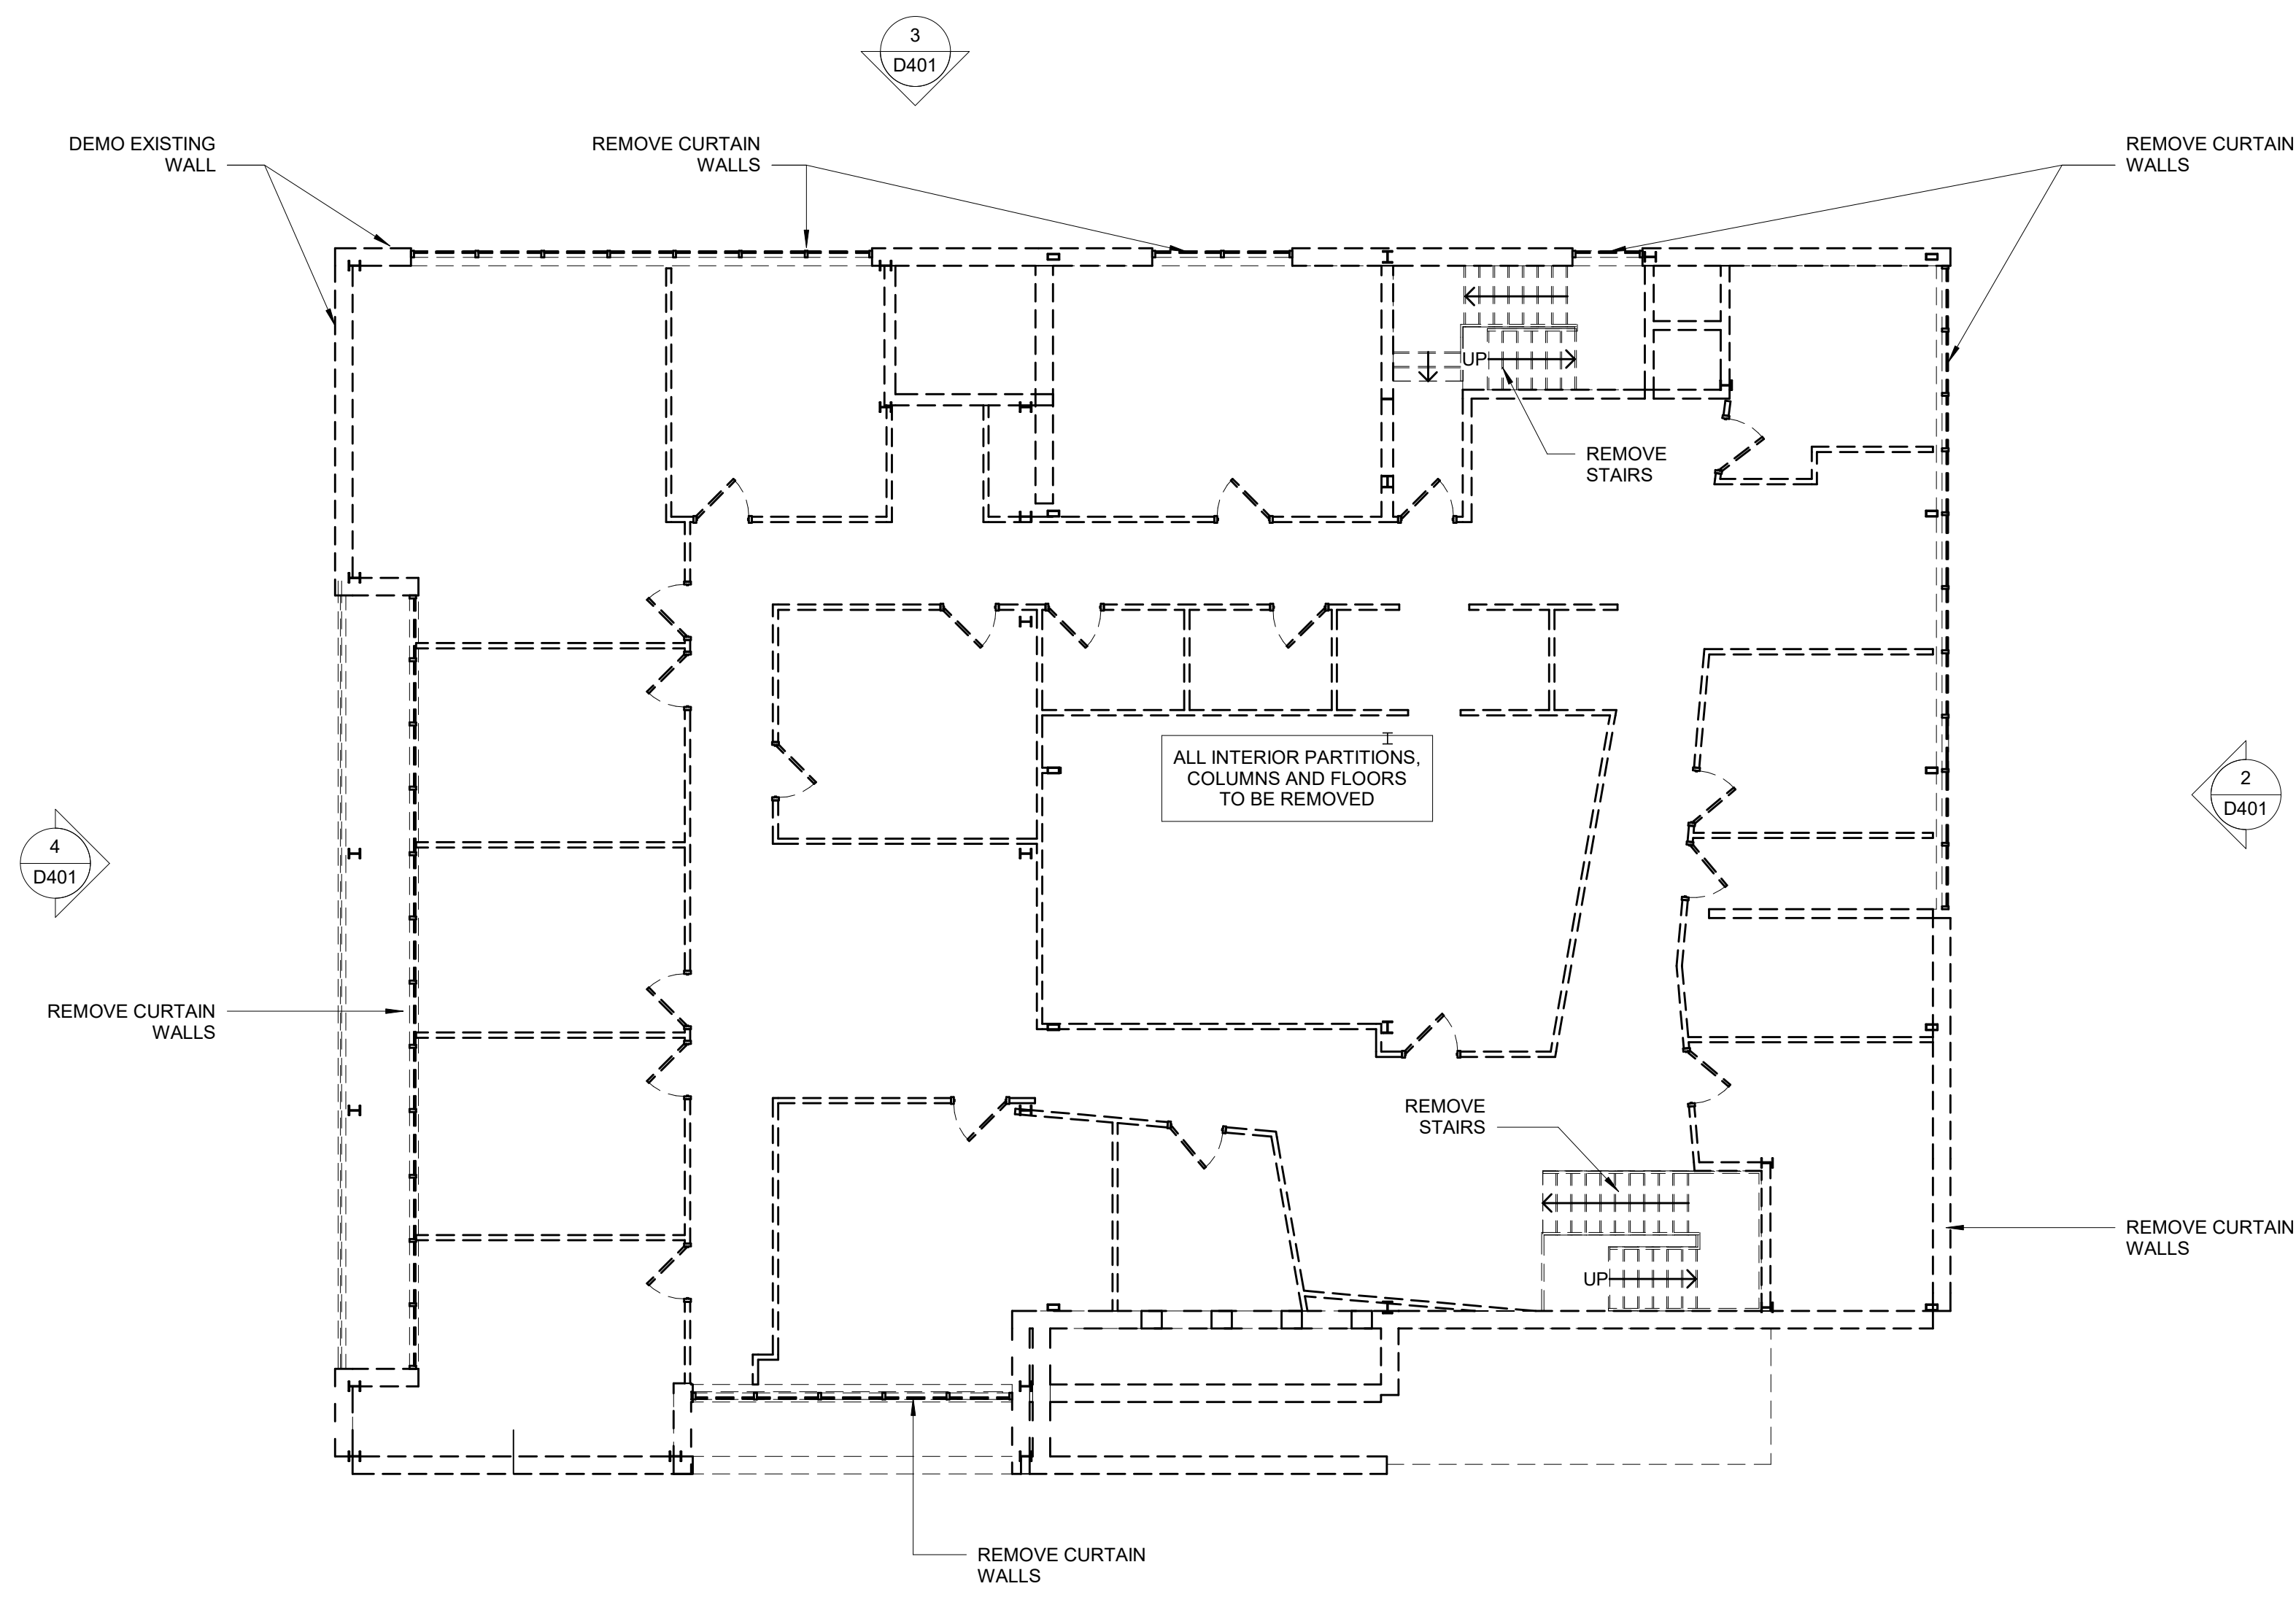 3
D401
DEMO EXISTING
WALL
REMOVE CURTAIN
WALLS
REMOVE CURTAIN
WALLS
UP
REMOVE
STAIRS
ALL INTERIOR PARTITIONS,
COLUMNS AND FLOORS
TO BE REMOVED
2
D401
4
D401
REMOVE CURTAIN
WALLS
REMOVE
STAIRS
UP
REMOVE CURTAIN
WALLS
REMOVE CURTAIN
WALLS